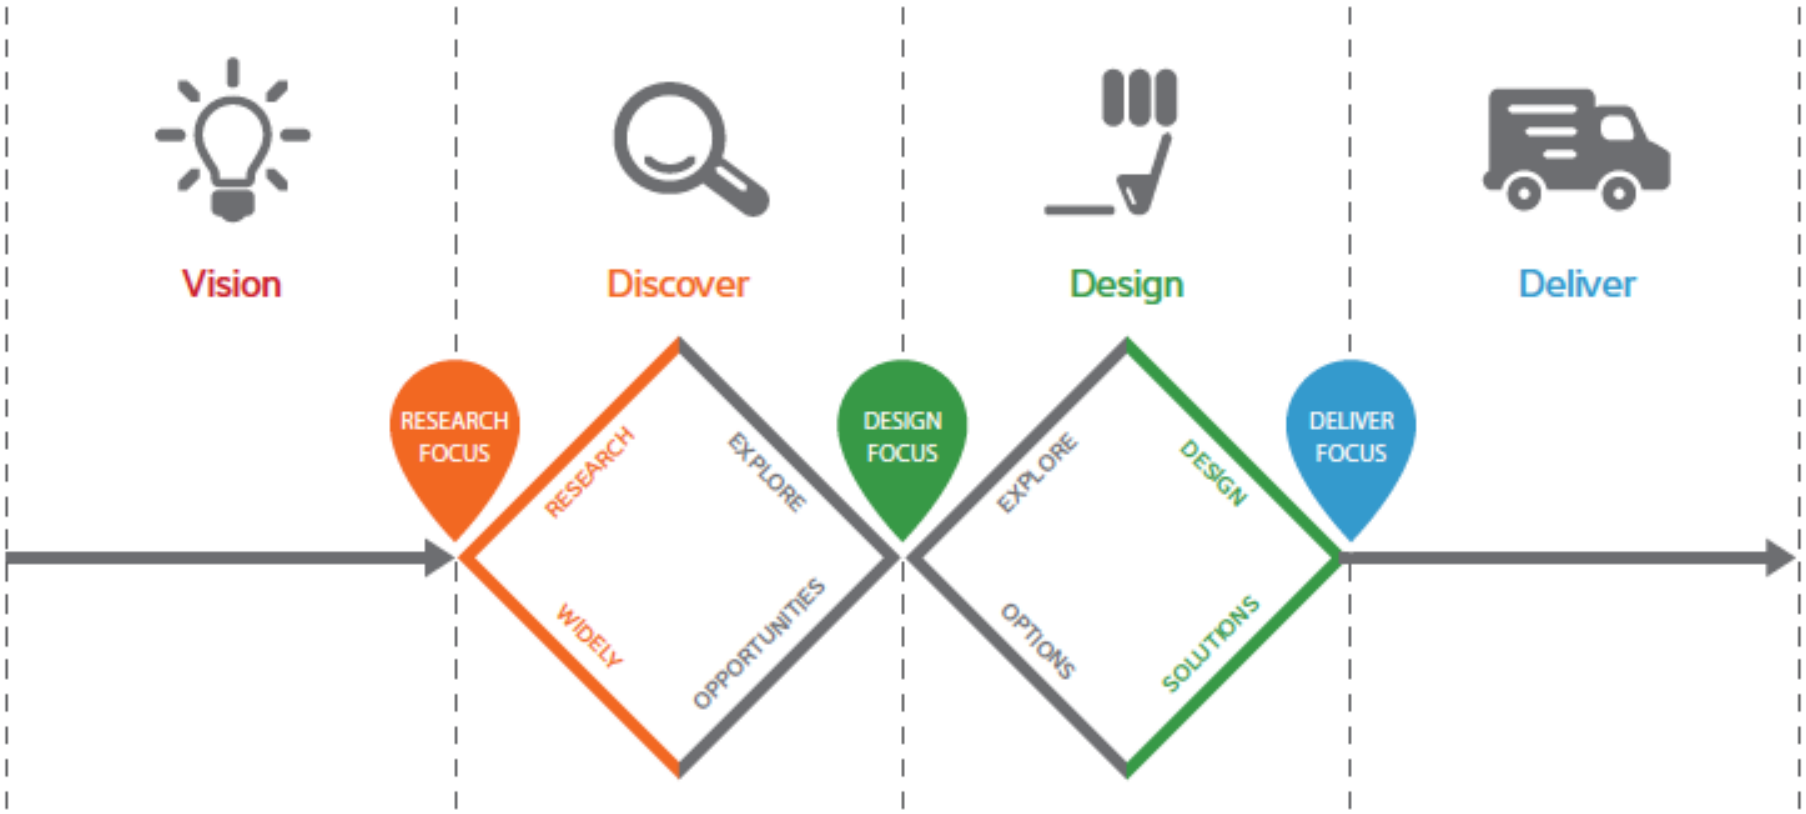 Vision
Discover
Design
Deliver
RESEARCH
FOCUS
RESEARCH
WIDELY
EXPLORE
OPPORTUNITIES
DESIGN
FOCUS
EXPLORE
OPTIONS
DESIGN
SOLUTIONS
DELIVER
FOCUS